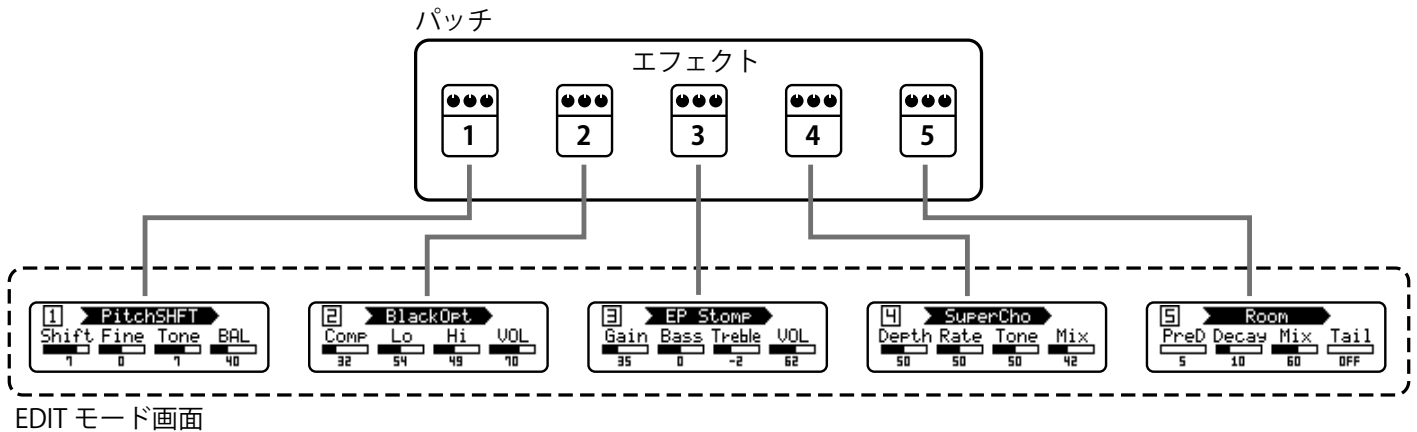 パッチ
エフェクト
1 2 3 4 5
1 PitchSHFT
Shift Fine Tone BAL
7 0 7 40
2 BlackOpt
Comp Lo Hi VOL
32 54 49 70
3 EP Stomp
Gain Bass Treble VOL
35 0 -2 62
4 SuperCho
Depth Rate Tone Mix
50 50 50 42
5 Room
PreD Decay Mix Tail
5 10 60 OFF
EDIT モード画面